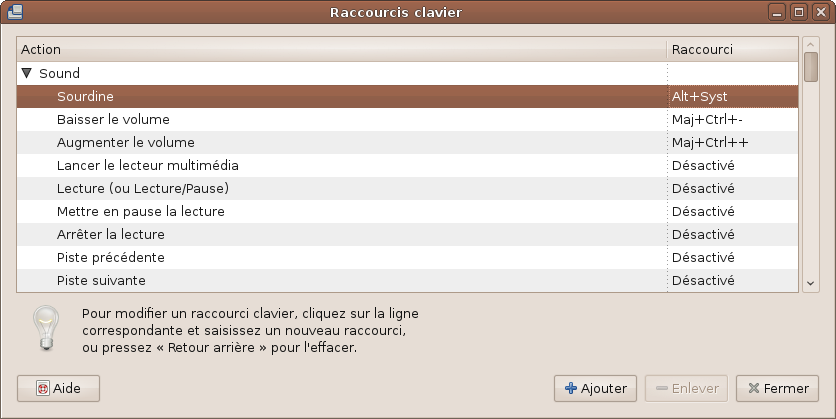 Raccourcis clavier
Action Raccourci
Sound
Sourdine Alt+Syst
Baisser le volume Maj+Ctrl+-
Augmenter le volume Maj+Ctrl++
Lancer le lecteur multimédia Désactivé
Lecture (ou Lecture/Pause) Désactivé
Mettre en pause la lecture Désactivé
Arrêter la lecture Désactivé
Piste précédente Désactivé
Piste suivante Désactivé
Pour modifier un raccourci clavier, cliquez sur la ligne
correspondante et saisissez un nouveau raccourci,
ou pressez « Retour arrière » pour l'effacer.
Aide Ajouter Enlever Fermer